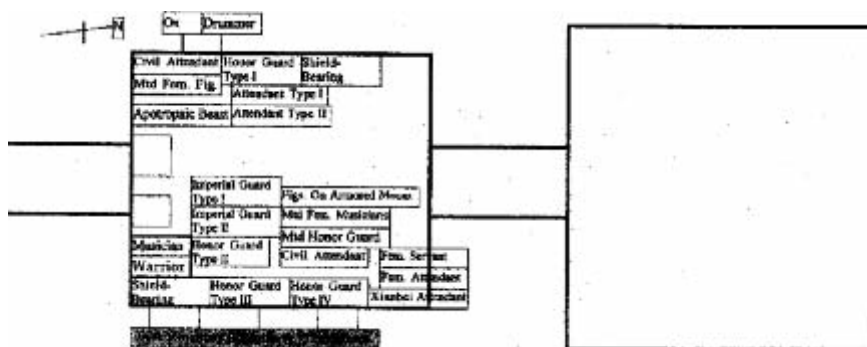 N
Ox Drummer
Civil Attendant
Honor Guard
Type I
Shield-
Bearing
Mtd Fem. Fig.
Attendant Type I
Apotropaic Beast
Attendant Type II
Imperial Guard
Type I
Figs. On Armored Mount
Imperial Guard
Type II
Mtd Fem. Musicians
Mtd Honor Guard
Musician
Honor Guard
Type II
Civil Attendant
Fem. Servant
Warrior
Fem. Attendant
Shield-
Bearing
Honor Guard
Type III
Honor Guard
Type IV
Xianbei Attendant